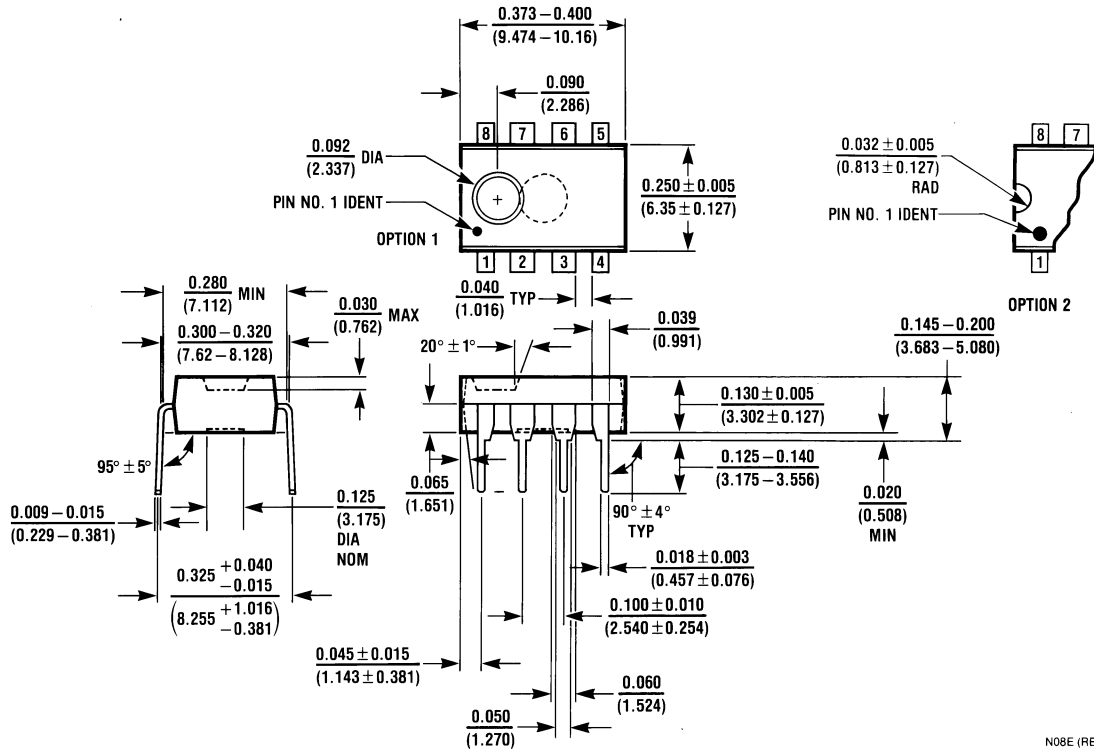 0.373 – 0.400
(9.474 – 10.16)
0.090
(2.286)
8 7 6 5
0.092 DIA
(2.337)
PIN NO. 1 IDENT
OPTION 1
0.250 ± 0.005
(6.35 ± 0.127)
1 2 3 4
0.032 ± 0.005
(0.813 ± 0.127)
RAD
PIN NO. 1 IDENT
8 7
1
OPTION 2
0.280 MIN
(7.112)
0.300 – 0.320
(7.62 – 8.128)
0.030 MAX
(0.762)
0.040 TYP
(1.016)
0.039
(0.991)
20° ± 1°
0.145 – 0.200
(3.683 – 5.080)
0.130 ± 0.005
(3.302 ± 0.127)
0.125 – 0.140
(3.175 – 3.556)
0.020
(0.508)
MIN
95° ± 5°
0.009 – 0.015
(0.229 – 0.381)
0.125
(3.175)
DIA
NOM
0.065
(1.651)
90° ± 4°
TYP
0.018 ± 0.003
(0.457 ± 0.076)
0.325 +0.040
-0.015
(8.255 +1.016
-0.381)
0.100 ± 0.010
(2.540 ± 0.254)
0.045 ± 0.015
(1.143 ± 0.381)
0.060
(1.524)
0.050
(1.270)
N08E (RE